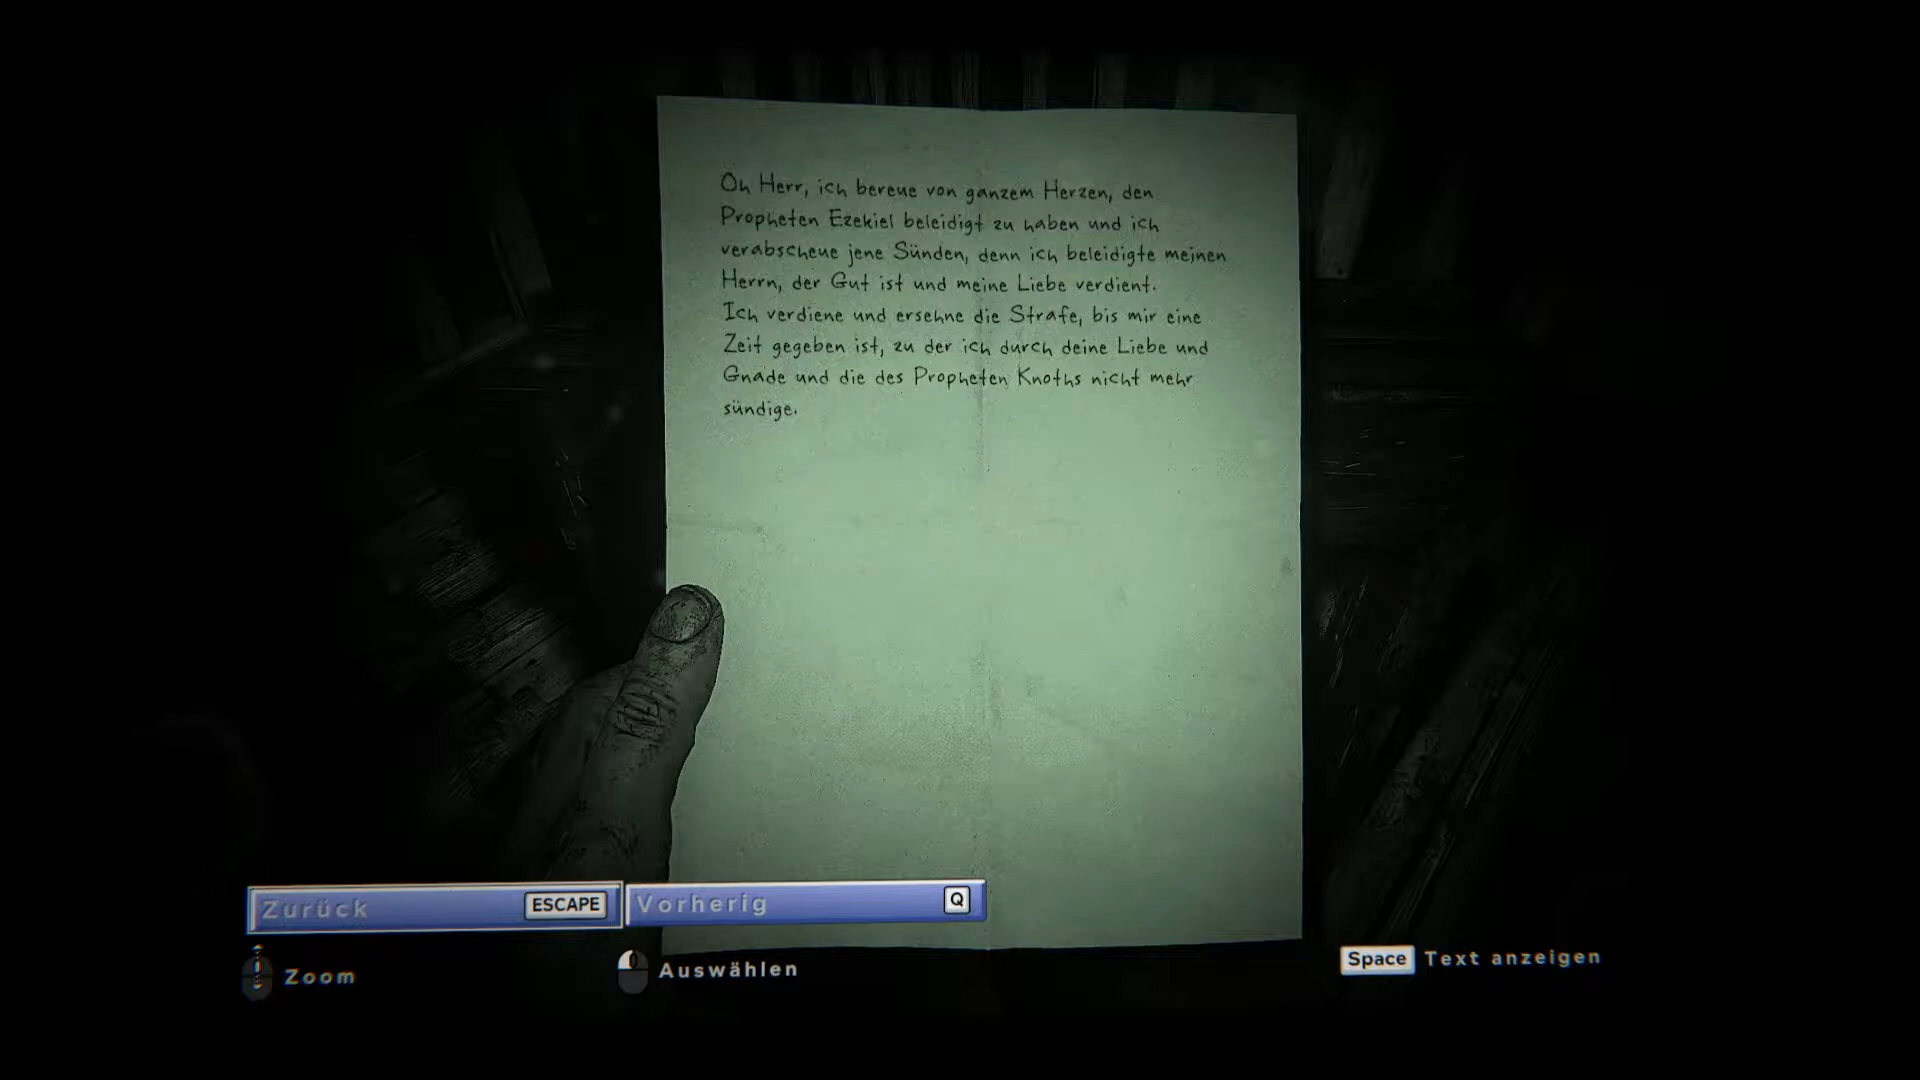 Oh Herr, ich bereue von ganzem Herzen, den
Propheten Ezekiel beleidigt zu haben und ich
verabscheue jene Sünden, denn ich beleidigte meinen
Herrn, der Gut ist und meine Liebe verdient.
Ich verdiene und ersehne die Strafe, bis mir eine
Zeit gegeben ist, zu der ich durch deine Liebe und
Gnade und die des Propheten Knoths nicht mehr
sündige.
Zurück ESCAPE Vorherig Q
Zoom Auswählen Space Text anzeigen